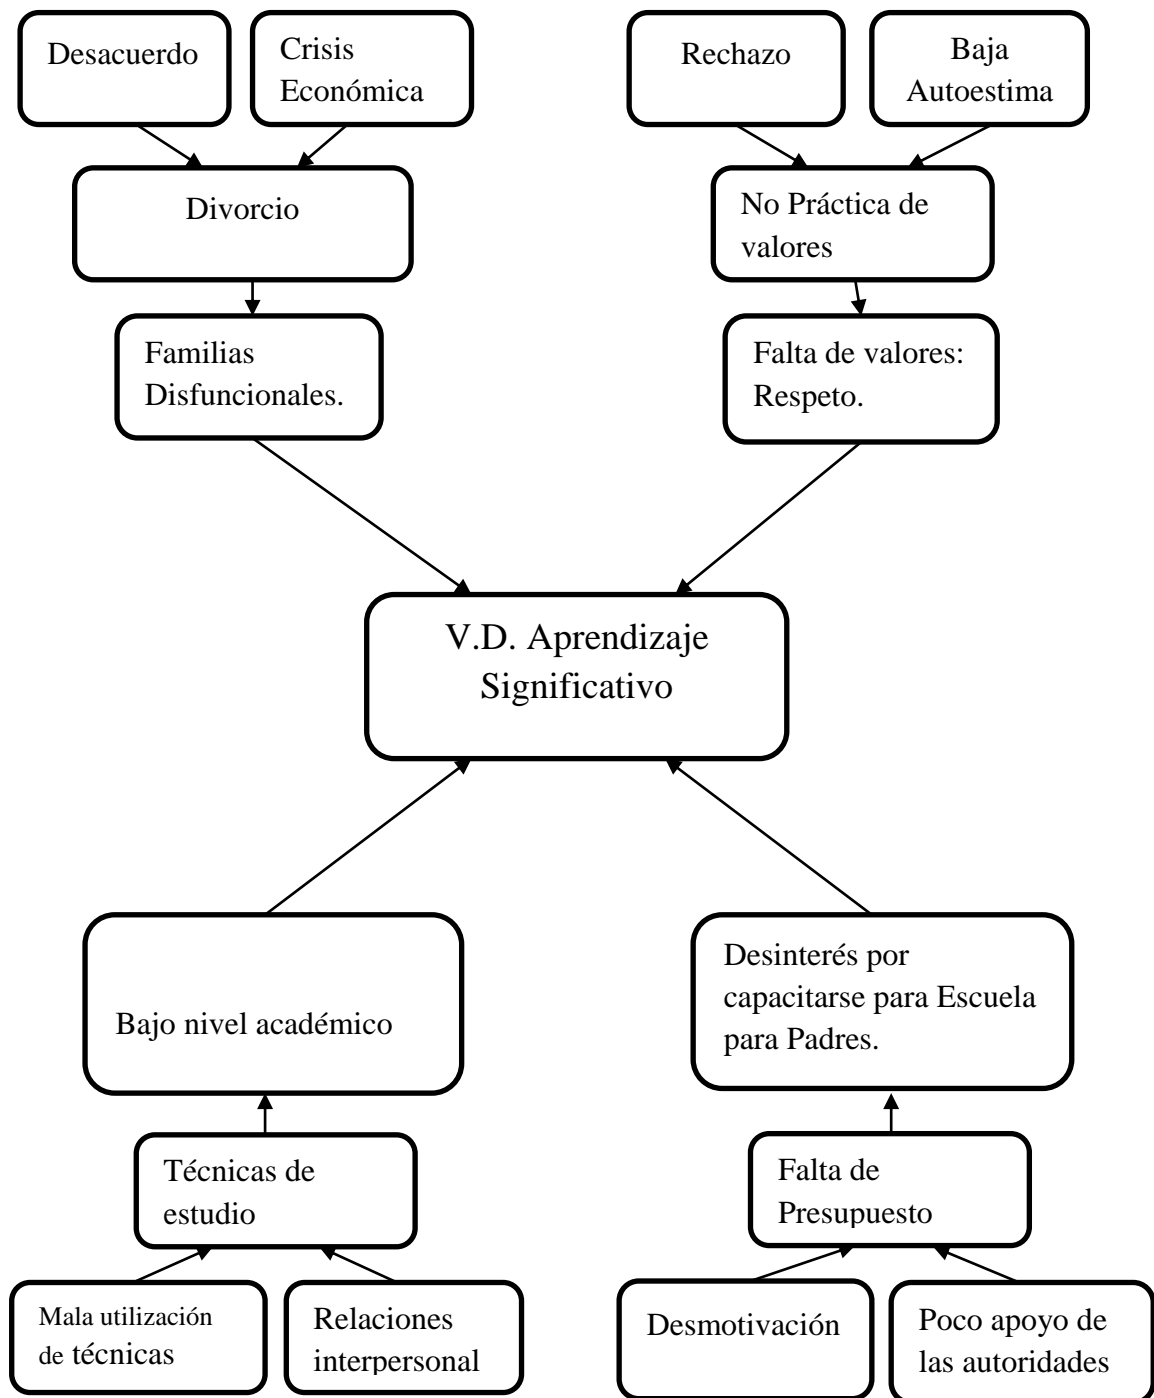 Desacuerdo
Crisis
Económica
Rechazo
Baja
Autoestima
Divorcio
No Práctica de
valores
Familias
Disfuncionales.
Falta de valores:
Respeto.
V.D. Aprendizaje
Significativo
Bajo nivel académico
Desinterés por
capacitarse para Escuela
para Padres.
Técnicas de
estudio
Falta de
Presupuesto
Mala utilización
de técnicas
Relaciones
interpersonal
Desmotivación
Poco apoyo de
las autoridades